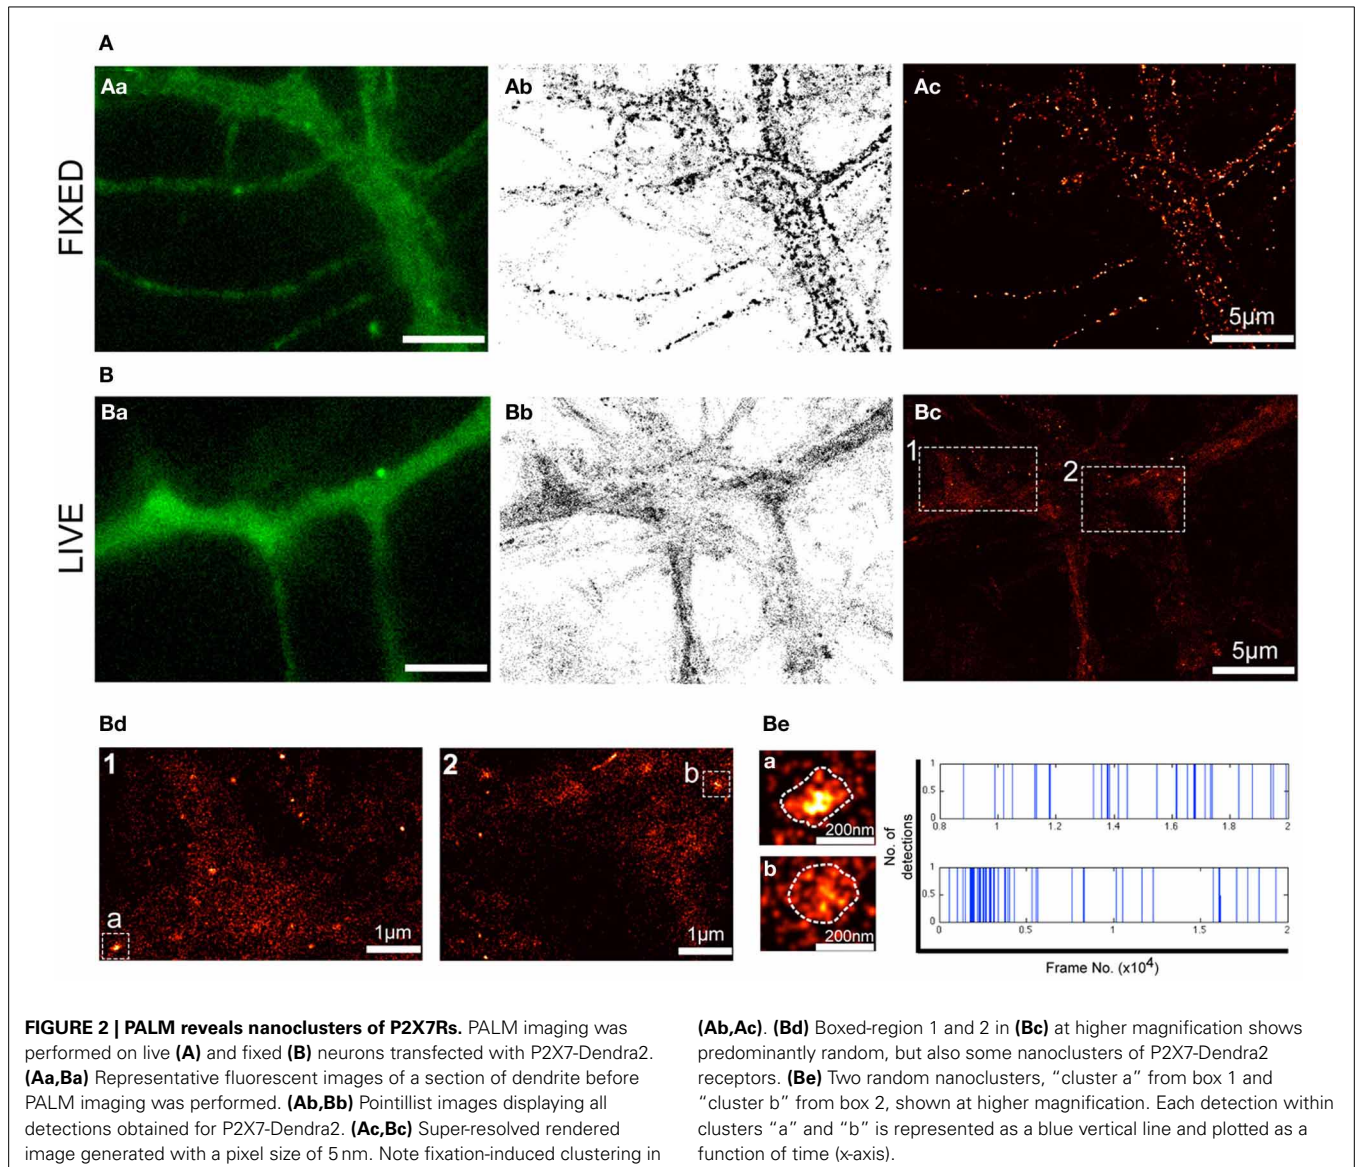 A
Aa
Ab
Ac
FIXED
5µm
B
Ba
Bb
Bc
1
2
LIVE
5µm
Bd
Be
1
a
1µm
2
b
1µm
a
200nm
b
200nm
No. of
detections
1
0.5
0
0.8
1
1.2
1.4
1.6
1.8
2
1
0.5
0
0.5
1
1.5
2
Frame No. (x10⁴)
FIGURE 2 | PALM reveals nanoclusters of P2X7Rs. PALM imaging was
performed on live (A) and fixed (B) neurons transfected with P2X7-Dendra2.
(Aa,Ba) Representative fluorescent images of a section of dendrite before
PALM imaging was performed. (Ab,Bb) Pointillist images displaying all
detections obtained for P2X7-Dendra2. (Ac,Bc) Super-resolved rendered
image generated with a pixel size of 5 nm. Note fixation-induced clustering in
(Ab,Ac). (Bd) Boxed-region 1 and 2 in (Bc) at higher magnification shows
predominantly random, but also some nanoclusters of P2X7-Dendra2
receptors. (Be) Two random nanoclusters, “cluster a” from box 1 and
“cluster b” from box 2, shown at higher magnification. Each detection within
clusters “a” and “b” is represented as a blue vertical line and plotted as a
function of time (x-axis).